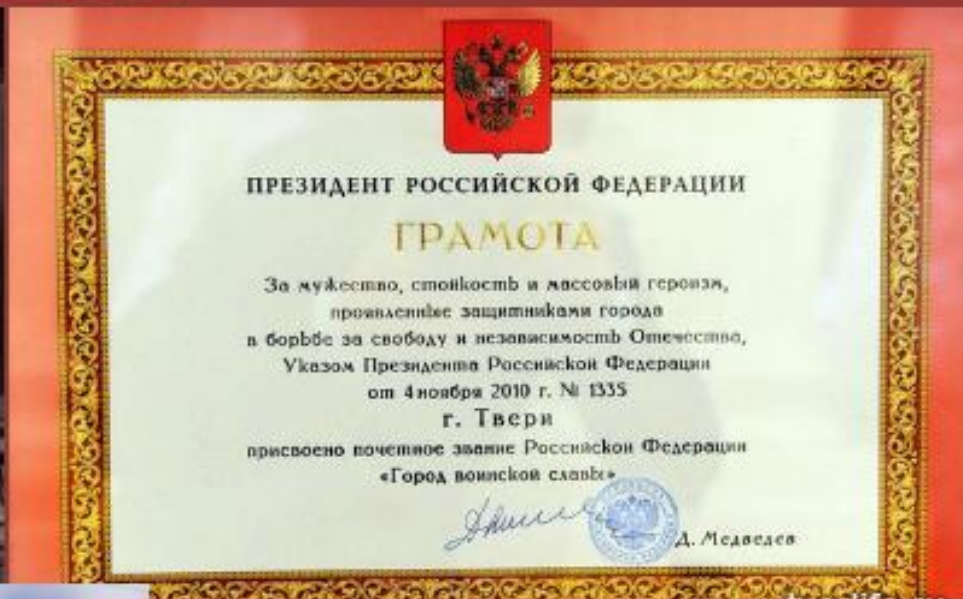 ПРЕЗИДЕНТ РОССИЙСКОЙ ФЕДЕРАЦИИ
ГРАМОТА
За мужество, стойкость и массовый героизм,
проявленные защитниками города
в борьбе за свободу и независимость Отечества,
Указом Президента Российской Федерации
от 4 ноября 2010 г. № 1335
г. Твери
присвоено почетное звание Российской Федерации
«Город воинской славы»
Д. Медведев